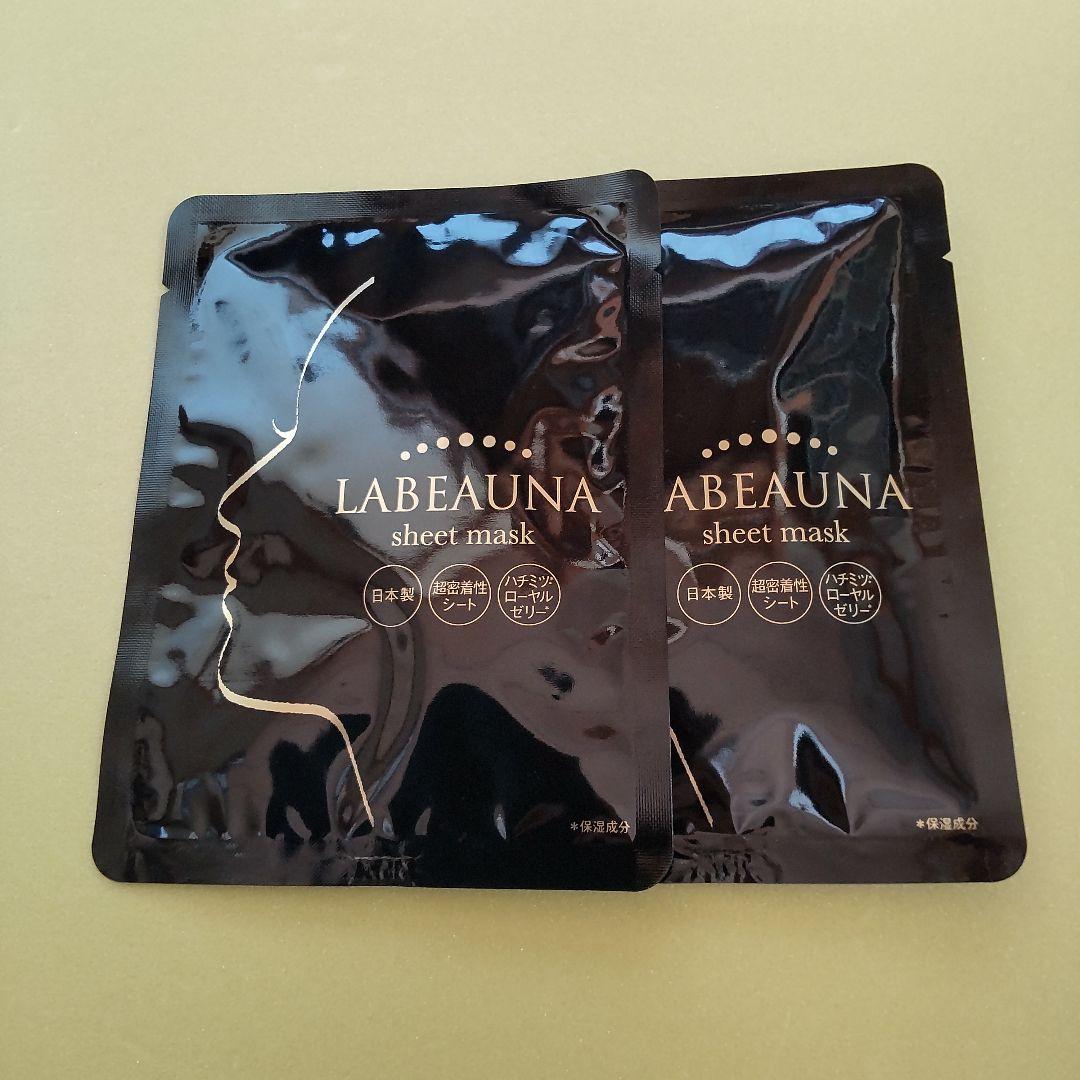 LABEAUNA
sheet mask
日本製
超密着性
シート
ハチミツ*
ローヤル
ゼリー*
*保湿成分
ABEAUNA
sheet mask
日本製
超密着性
シート
ハチミツ*
ローヤル
ゼリー*
*保湿成分